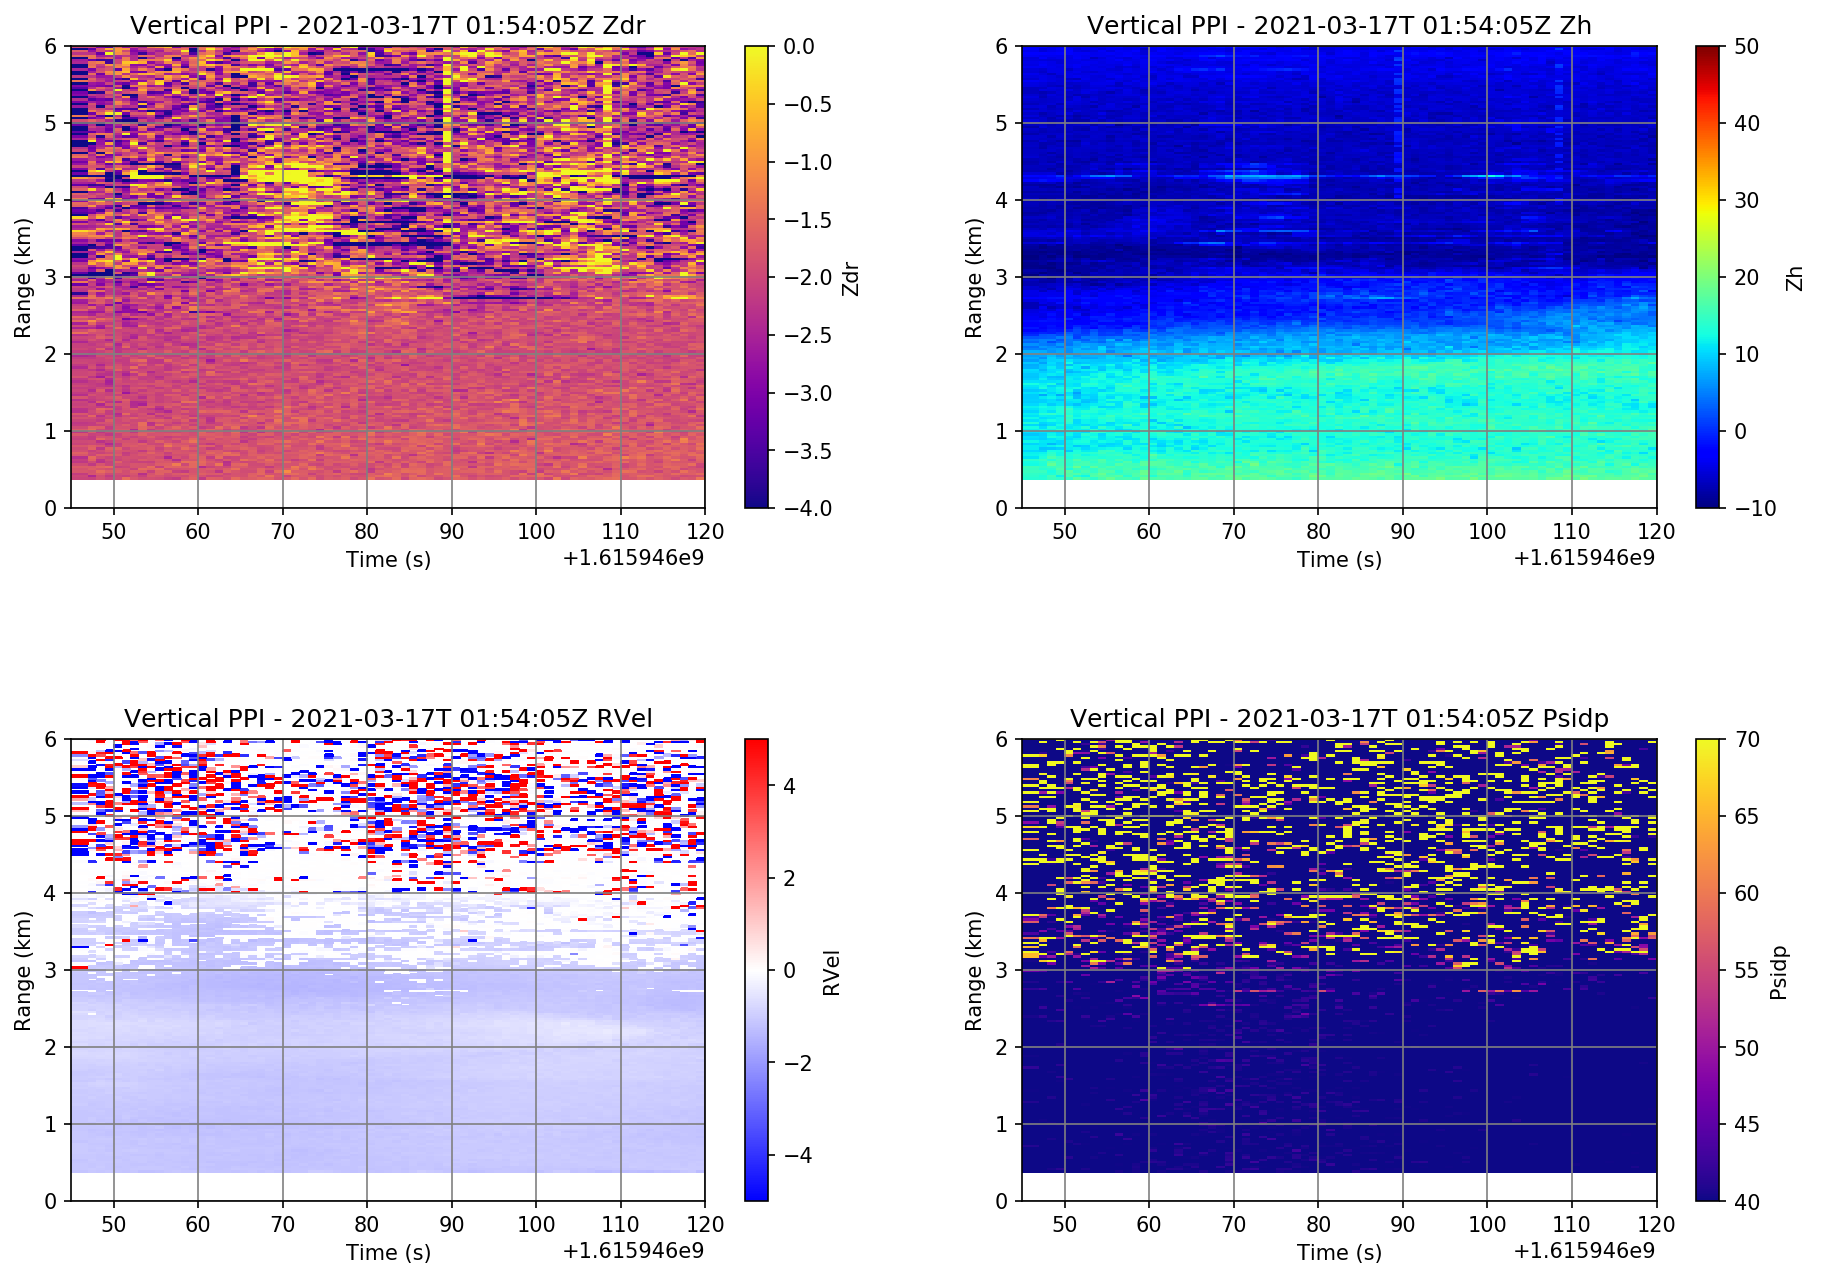 Vertical PPI - 2021-03-17T 01:54:05Z Zdr
6
5
4
3
2
1
0
Range (km)
50 60 70 80 90 100 110 120
Time (s)
+1.615946e9
0.0
−0.5
−1.0
−1.5
−2.0
−2.5
−3.0
−3.5
−4.0
Zdr
Vertical PPI - 2021-03-17T 01:54:05Z Zh
6
5
4
3
2
1
0
Range (km)
50 60 70 80 90 100 110 120
Time (s)
+1.615946e9
50
40
30
20
10
0
−10
Zh
Vertical PPI - 2021-03-17T 01:54:05Z RVel
6
5
4
3
2
1
0
Range (km)
50 60 70 80 90 100 110 120
Time (s)
+1.615946e9
4
2
0
−2
−4
RVel
Vertical PPI - 2021-03-17T 01:54:05Z Psidp
6
5
4
3
2
1
0
Range (km)
50 60 70 80 90 100 110 120
Time (s)
+1.615946e9
70
65
60
55
50
45
40
Psidp